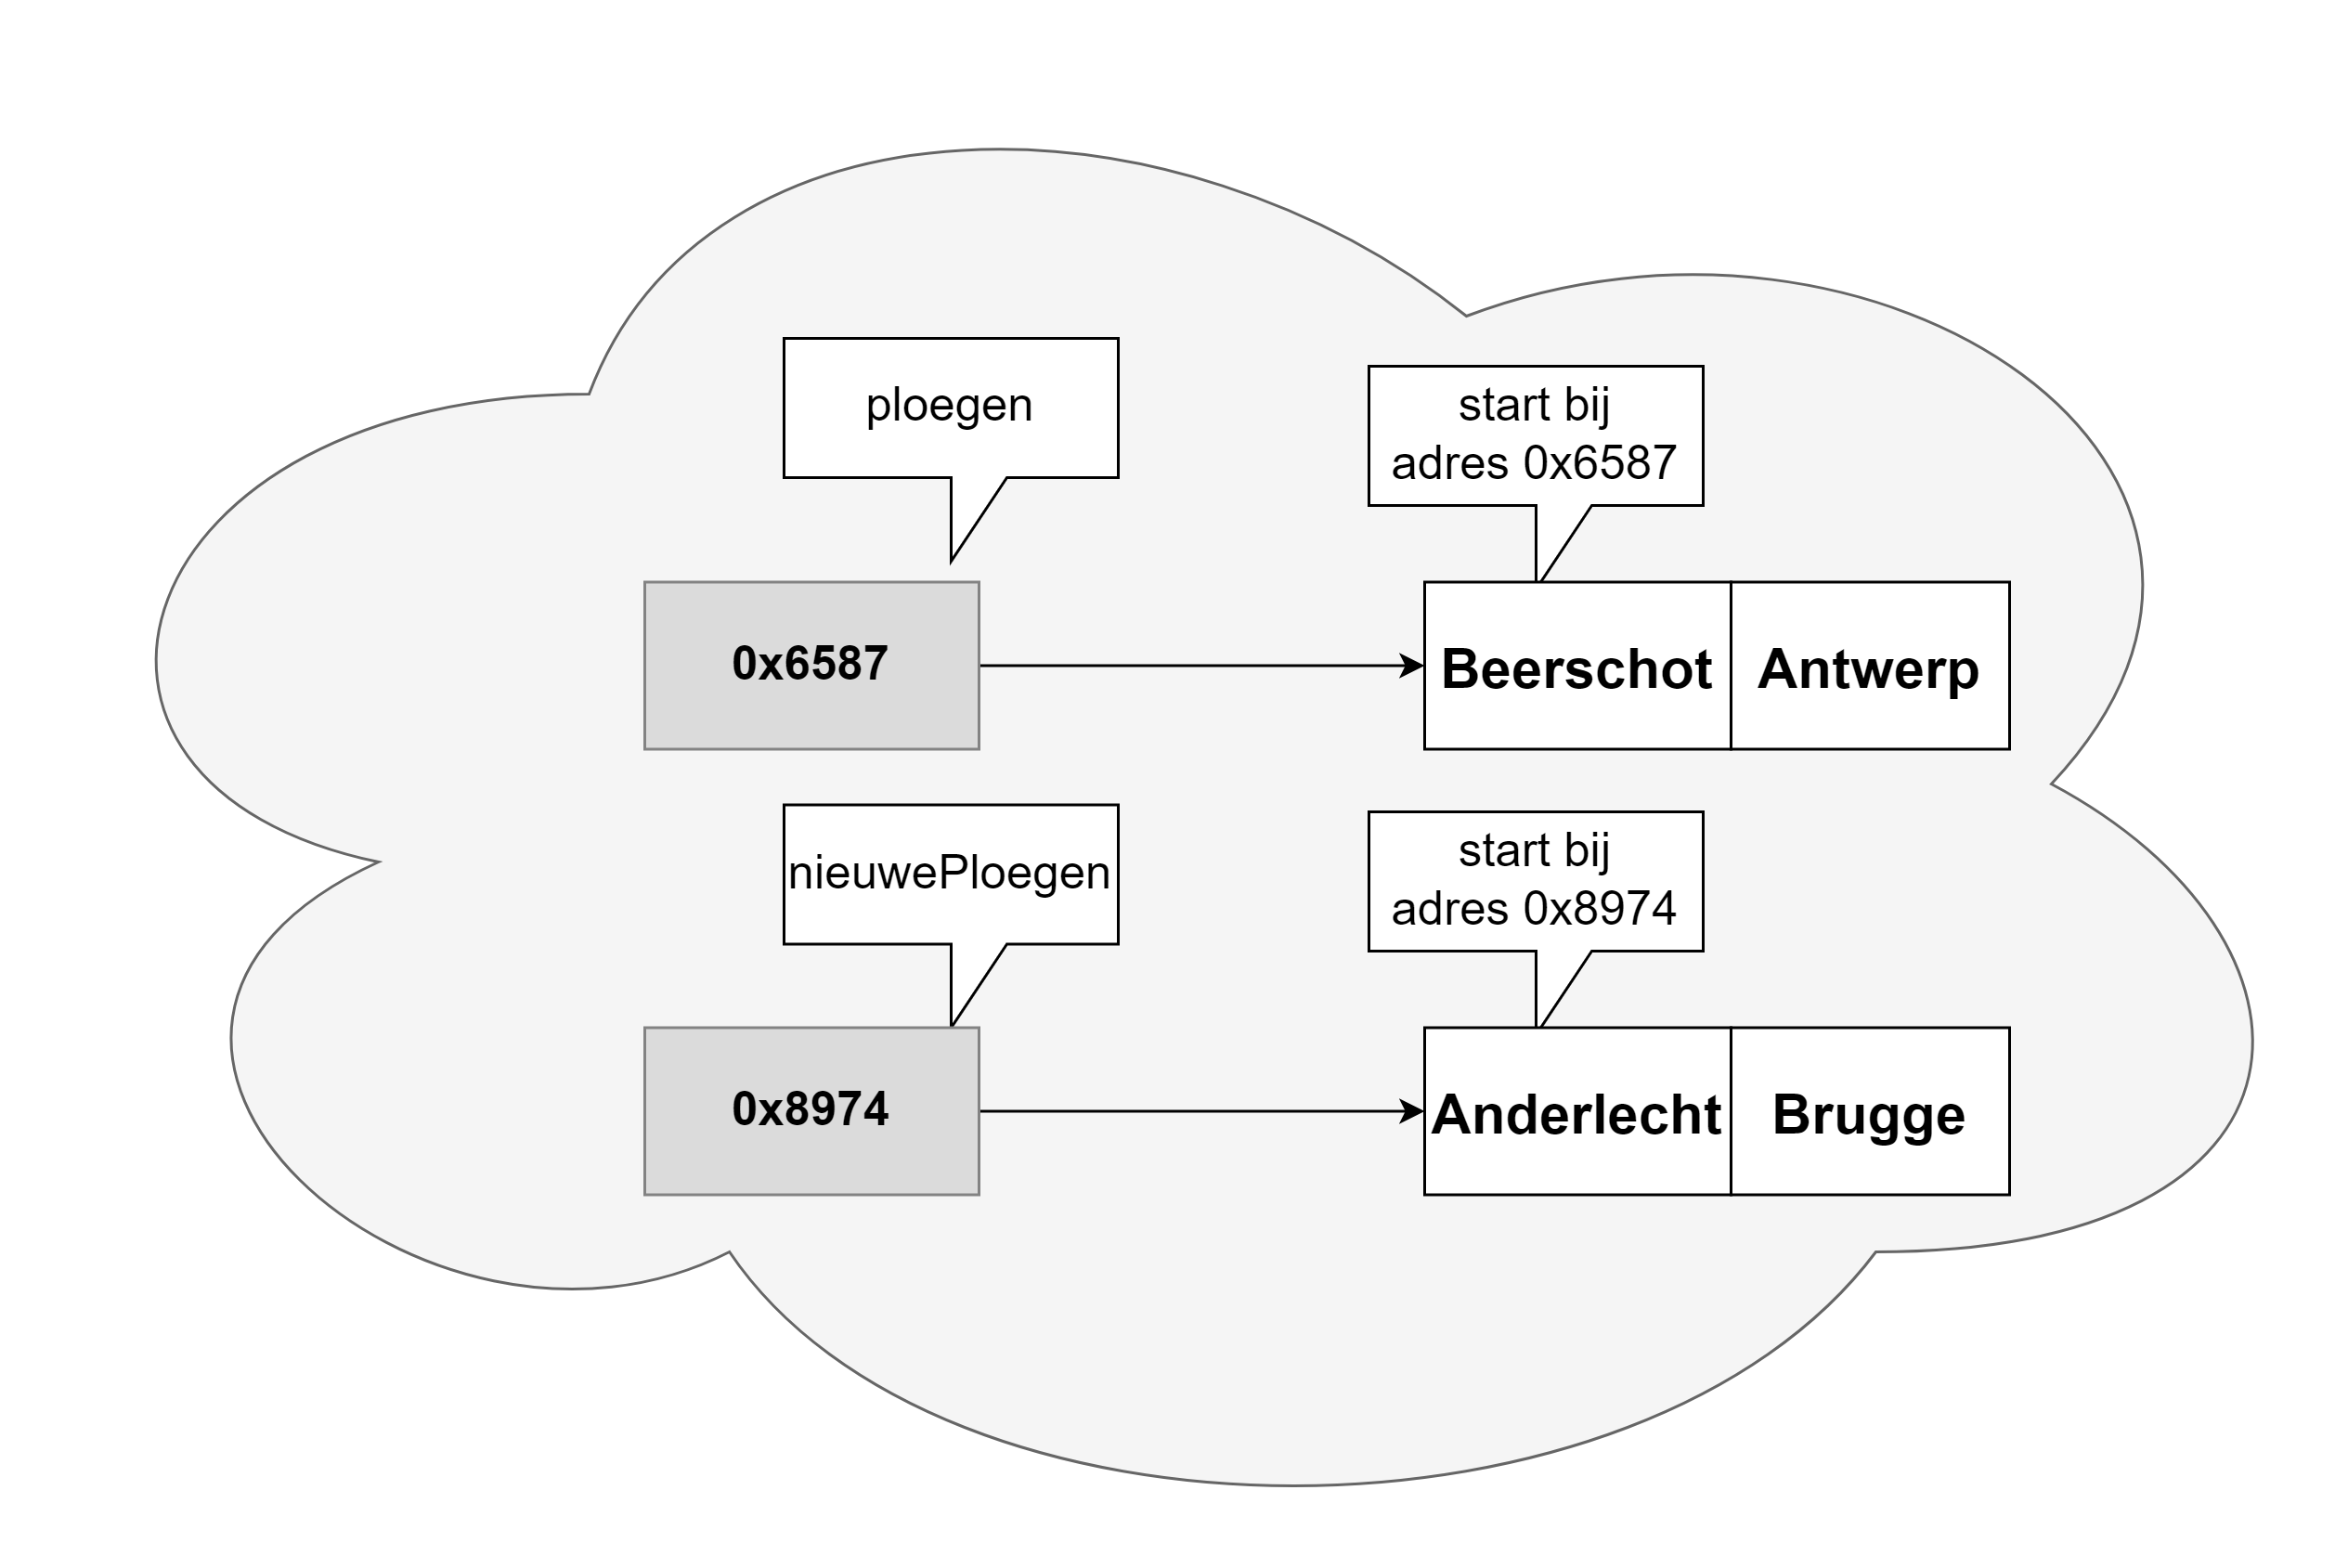 ploegen
start bij
adres 0x6587
0x6587
Beerschot
Antwerp
nieuwePloegen
start bij
adres 0x8974
0x8974
Anderlecht
Brugge